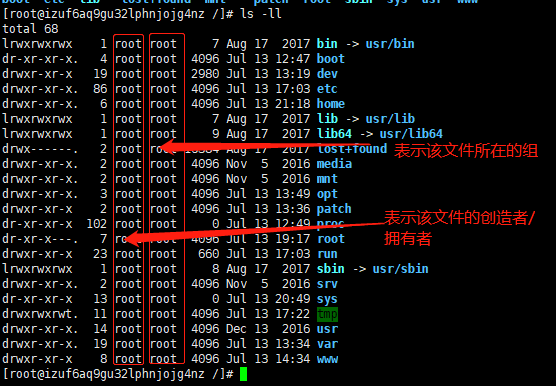 [root@izuf6aq9gu32lphnjojg4nz /]# ls -ll
total 68
lrwxrwxrwx 1 root root 7 Aug 17 2017 bin -> usr/bin
dr-xr-xr-x. 4 root root 4096 Jul 13 12:47 boot
drwxr-xr-x 19 root root 2980 Jul 13 13:19 dev
drwxr-xr-x. 86 root root 4096 Jul 13 17:03 etc
drwxr-xr-x. 6 root root 4096 Jul 13 21:18 home
lrwxrwxrwx 1 root root 7 Aug 17 2017 lib -> usr/lib
lrwxrwxrwx 1 root root 9 Aug 17 2017 lib64 -> usr/lib64
drwx------. 2 root root 16384 Aug 17 2017 lost+found
表示该文件所在的组
drwxr-xr-x. 2 root root 4096 Nov 5 2016 media
drwxr-xr-x. 2 root root 4096 Nov 5 2016 mnt
drwxr-xr-x. 3 root root 4096 Jul 13 13:49 opt
drwxr-xr-x 2 root root 4096 Jul 13 13:36 patch
dr-xr-xr-x 102 root root 0 Jul 13 12:49 proc
表示该文件的创造者/
拥有者
dr-xr-x---. 7 root root 4096 Jul 13 19:17 root
drwxr-xr-x 23 root root 660 Jul 13 17:03 run
lrwxrwxrwx 1 root root 8 Aug 17 2017 sbin -> usr/sbin
drwxr-xr-x. 2 root root 4096 Nov 5 2016 srv
dr-xr-xr-x 13 root root 0 Jul 13 20:49 sys
drwxrwxrwt. 11 root root 4096 Jul 13 17:22 tmp
drwxr-xr-x. 14 root root 4096 Dec 13 2016 usr
drwxr-xr-x. 19 root root 4096 Jul 13 13:34 var
drwxr-xr-x 8 root root 4096 Jul 13 14:34 www
[root@izuf6aq9gu32lphnjojg4nz /]#